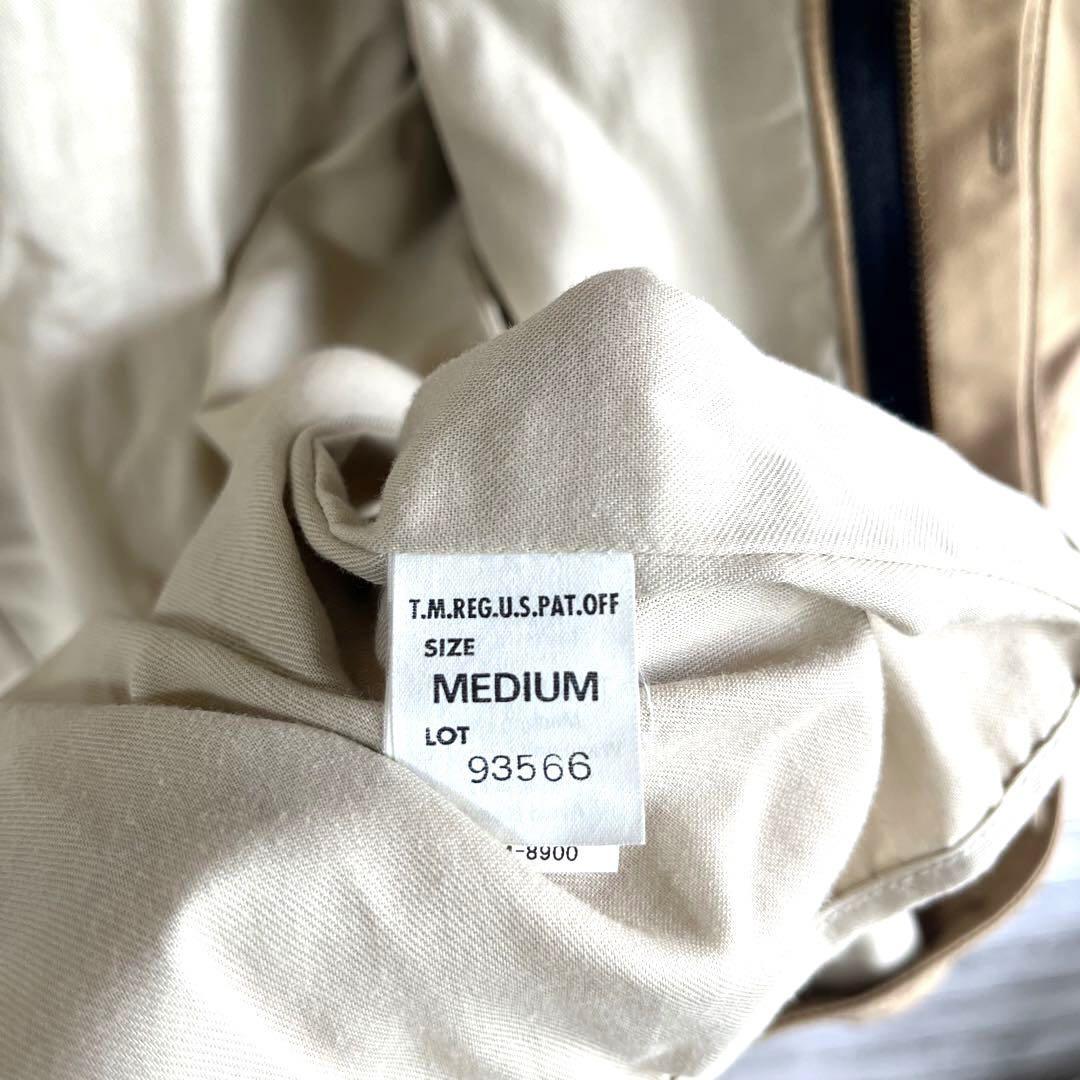 T.M.REG.U.S.PAT.OFF
SIZE
MEDIUM
LOT
93566
-8900